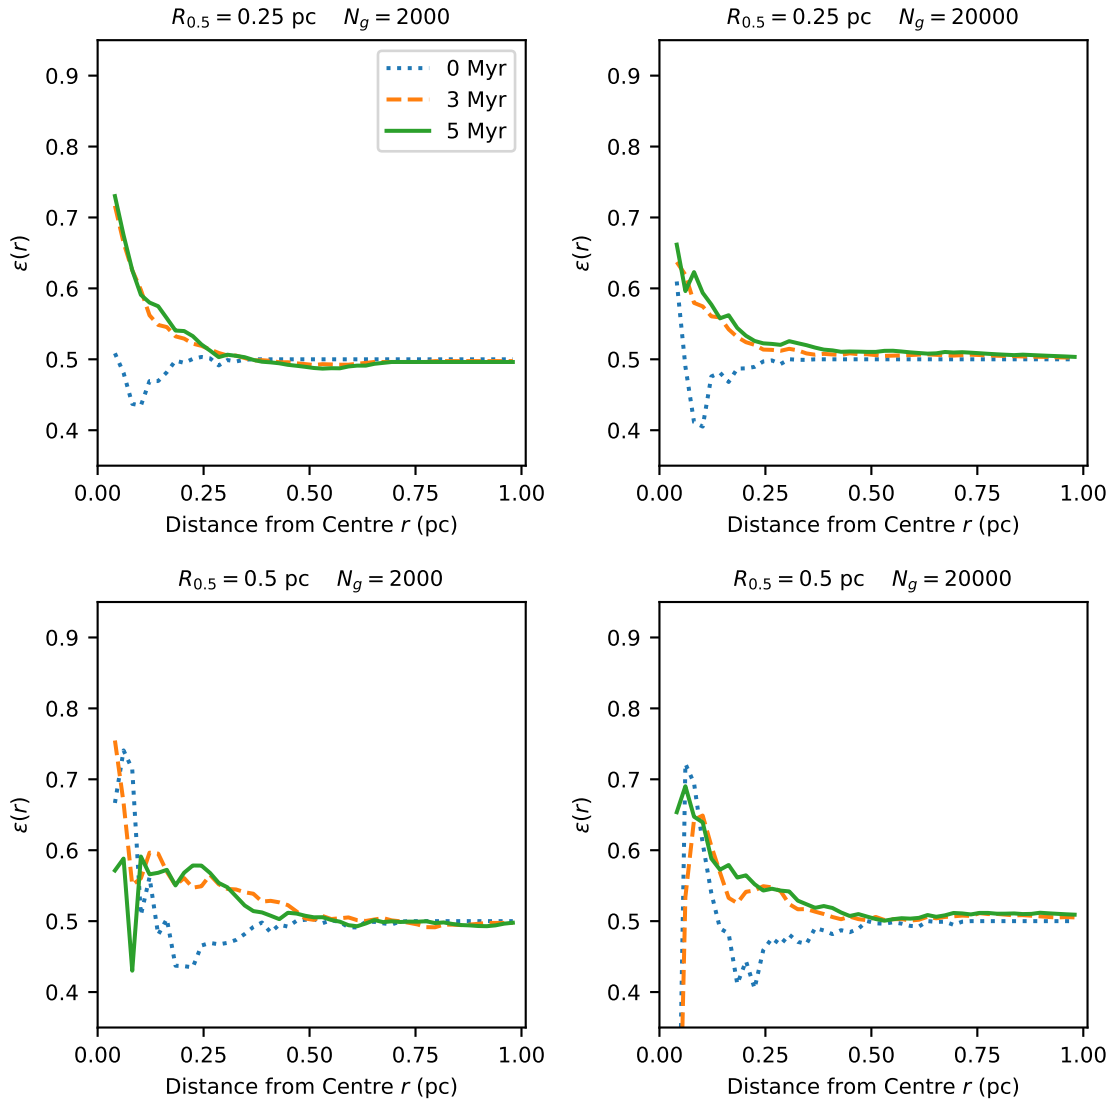 R₀.₅ = 0.25 pc    N_g = 2000
ε(r)
0.9
0.8
0.7
0.6
0.5
0.4
0 Myr
3 Myr
5 Myr
0.00 0.25 0.50 0.75 1.00
Distance from Centre r (pc)
R₀.₅ = 0.25 pc    N_g = 20000
ε(r)
0.9
0.8
0.7
0.6
0.5
0.4
0.00 0.25 0.50 0.75 1.00
Distance from Centre r (pc)
R₀.₅ = 0.5 pc    N_g = 2000
ε(r)
0.9
0.8
0.7
0.6
0.5
0.4
0.00 0.25 0.50 0.75 1.00
Distance from Centre r (pc)
R₀.₅ = 0.5 pc    N_g = 20000
ε(r)
0.9
0.8
0.7
0.6
0.5
0.4
0.00 0.25 0.50 0.75 1.00
Distance from Centre r (pc)